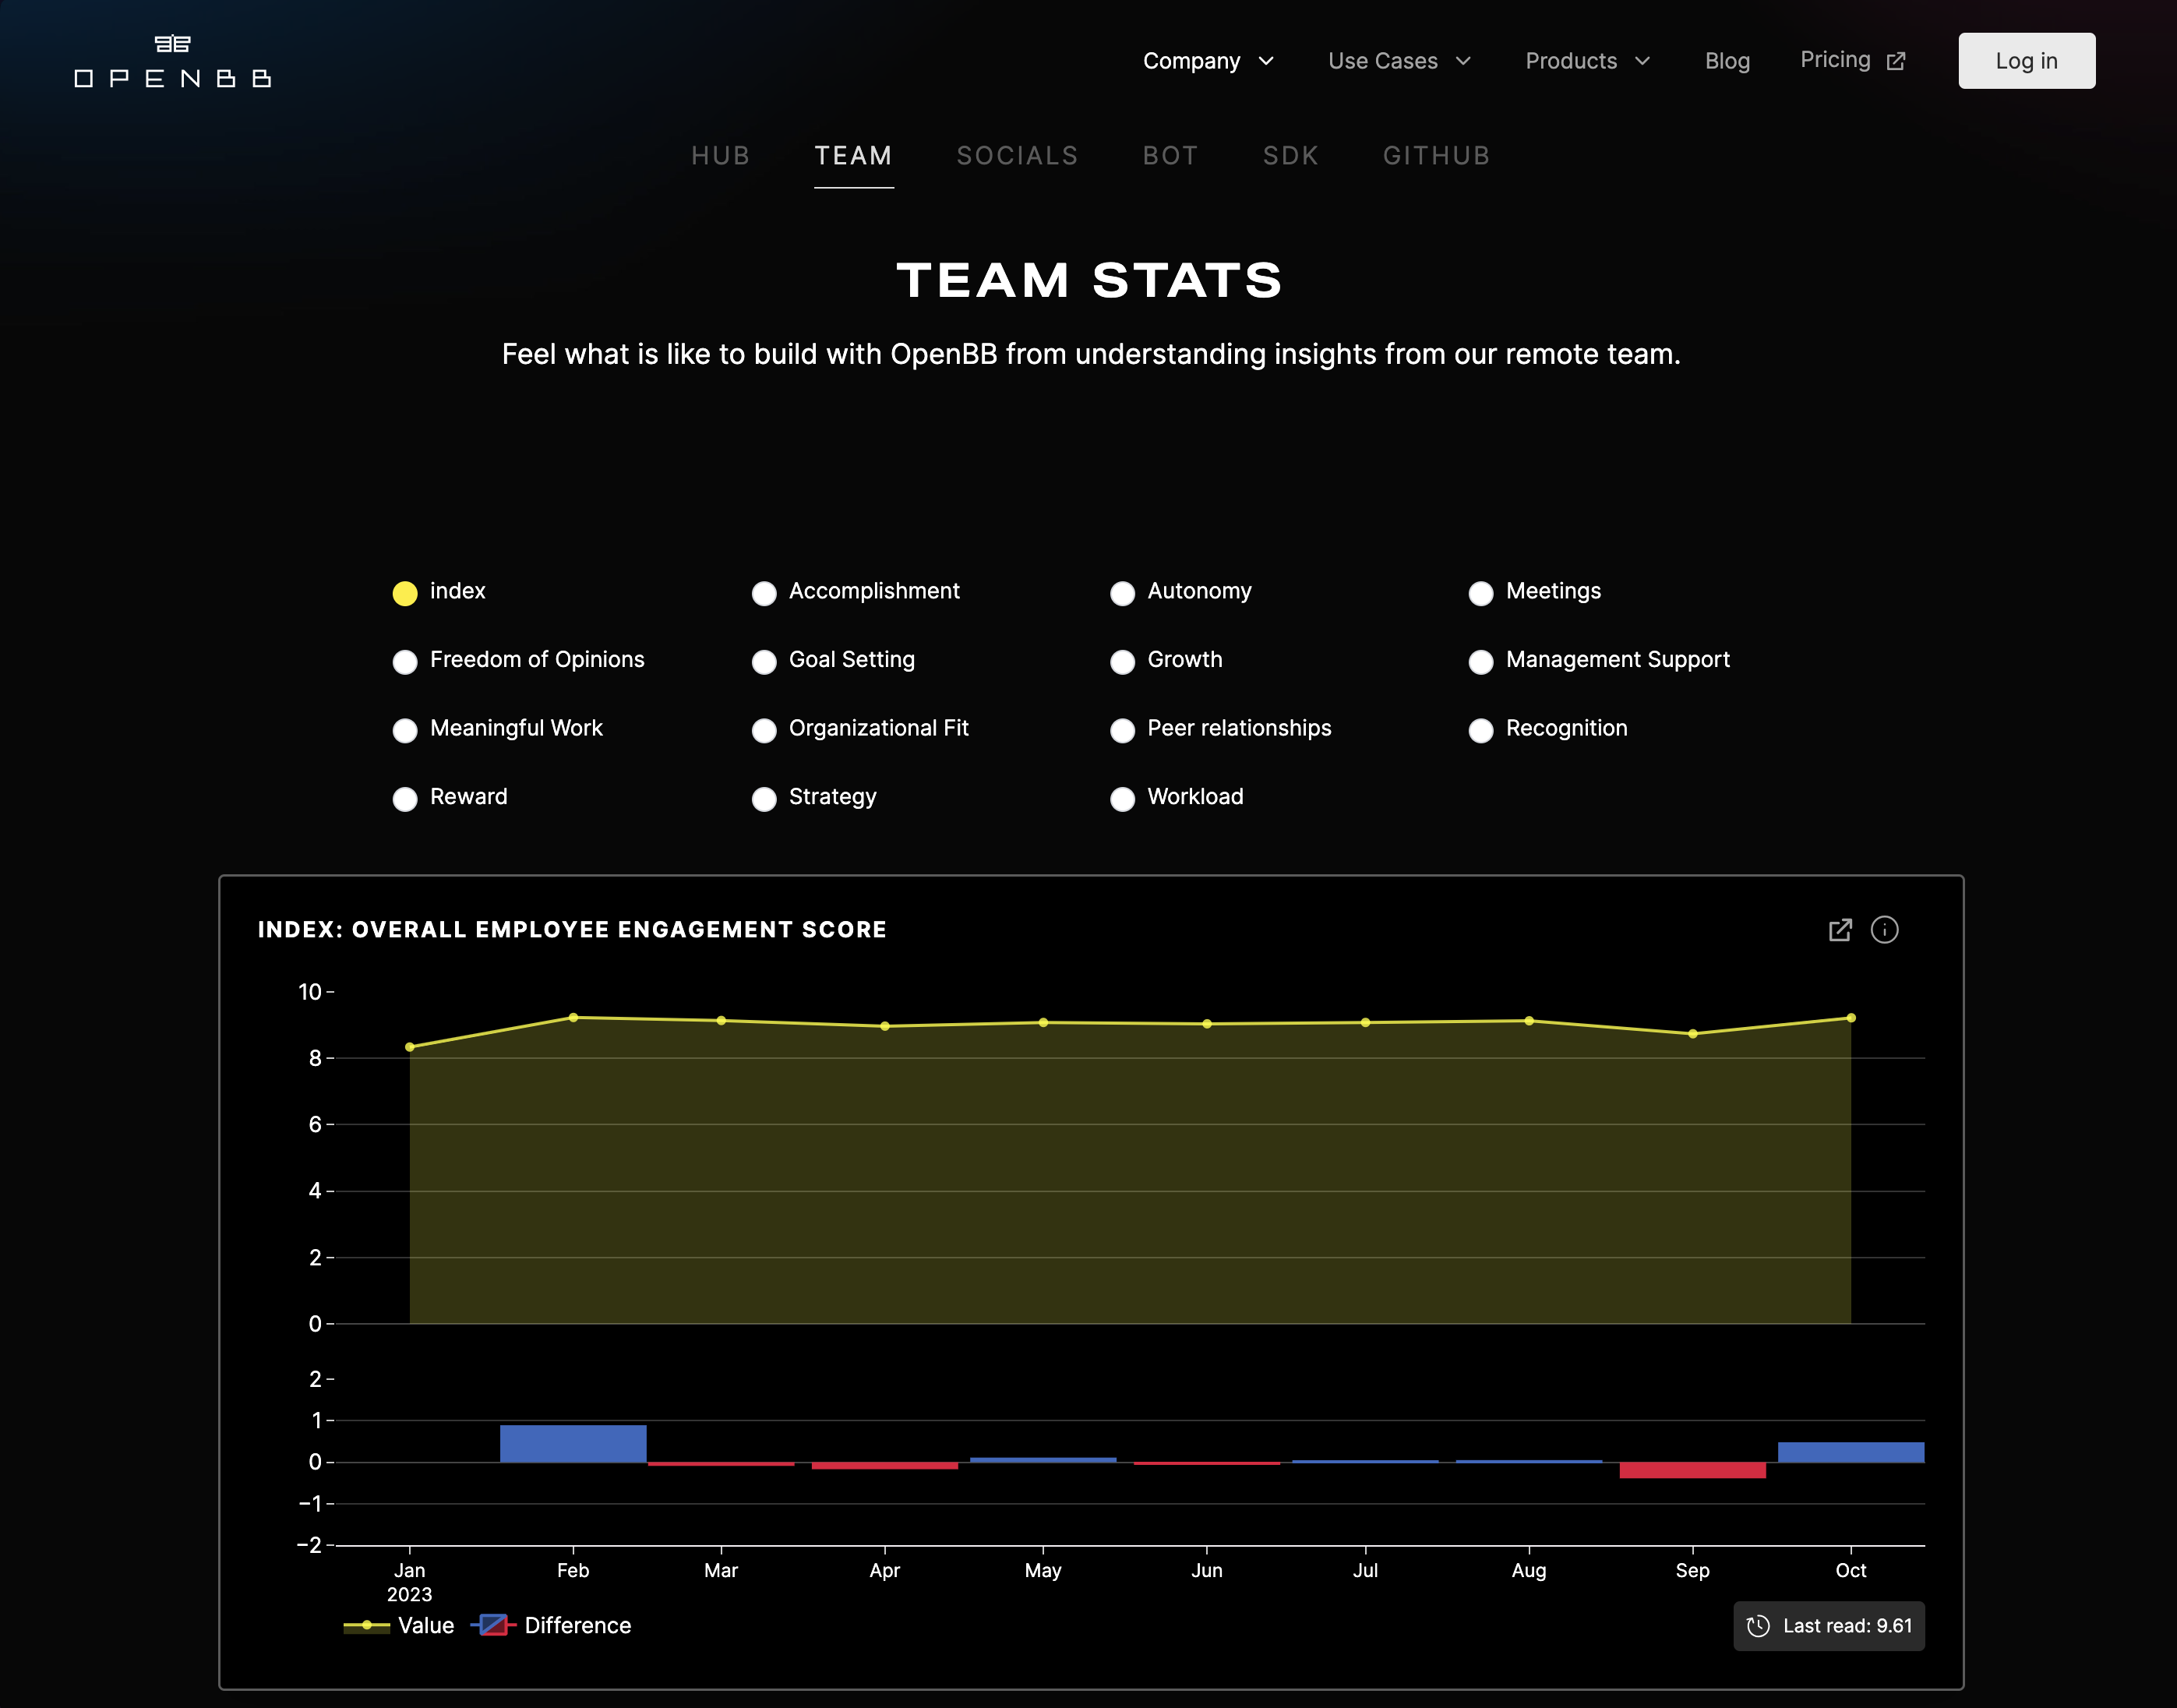 OPENBB
Company Use Cases Products Blog Pricing Log in
HUB TEAM SOCIALS BOT SDK GITHUB
TEAM STATS
Feel what is like to build with OpenBB from understanding insights from our remote team.
index Accomplishment Autonomy Meetings
Freedom of Opinions Goal Setting Growth Management Support
Meaningful Work Organizational Fit Peer relationships Recognition
Reward Strategy Workload
INDEX: OVERALL EMPLOYEE ENGAGEMENT SCORE
10
8
6
4
2
0
2
1
0
−1
−2
Jan Feb Mar Apr May Jun Jul Aug Sep Oct
2023
Value Difference Last read: 9.61